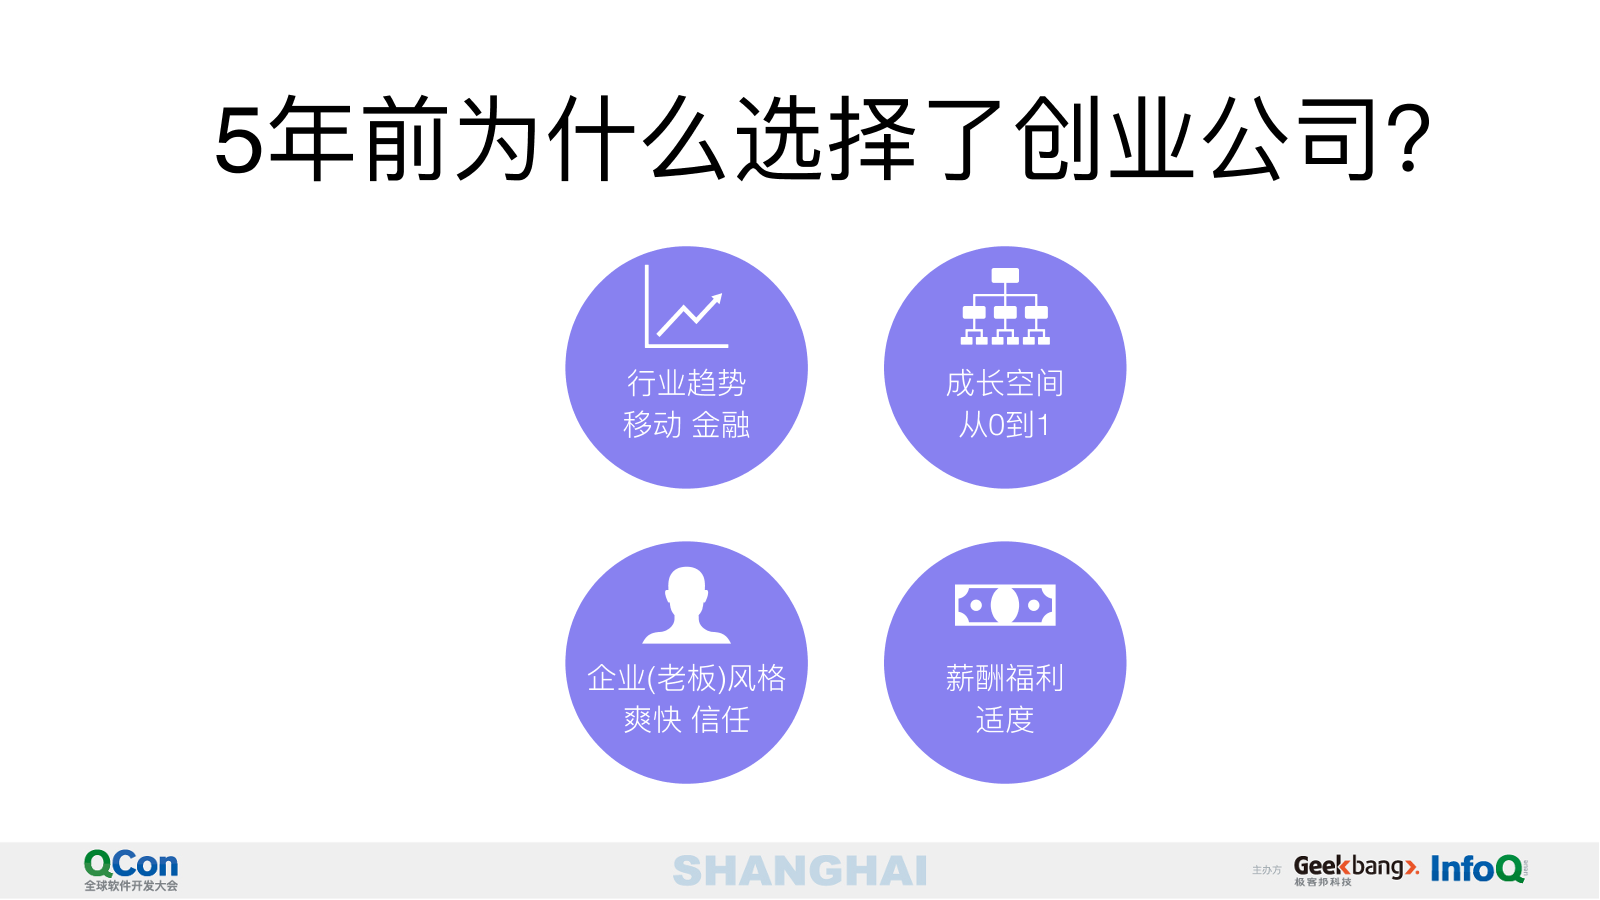 5年前为什么选择了创业公司?
行业趋势
移动 金融
成长空间
从0到1
企业(老板)风格
爽快 信任
薪酬福利
适度
QCon
全球软件开发大会
SHANGHAI
主办方
Geekbang>.
极客邦科技
InfoQ